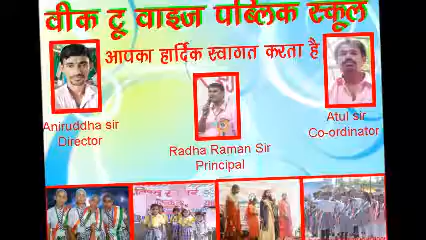 वीक टू वाइज पब्लिक स्कूल
आपका हार्दिक स्वागत करता है
Aniruddha sir
Director
Radha Raman Sir
Principal
Atul sir
Co-ordinator